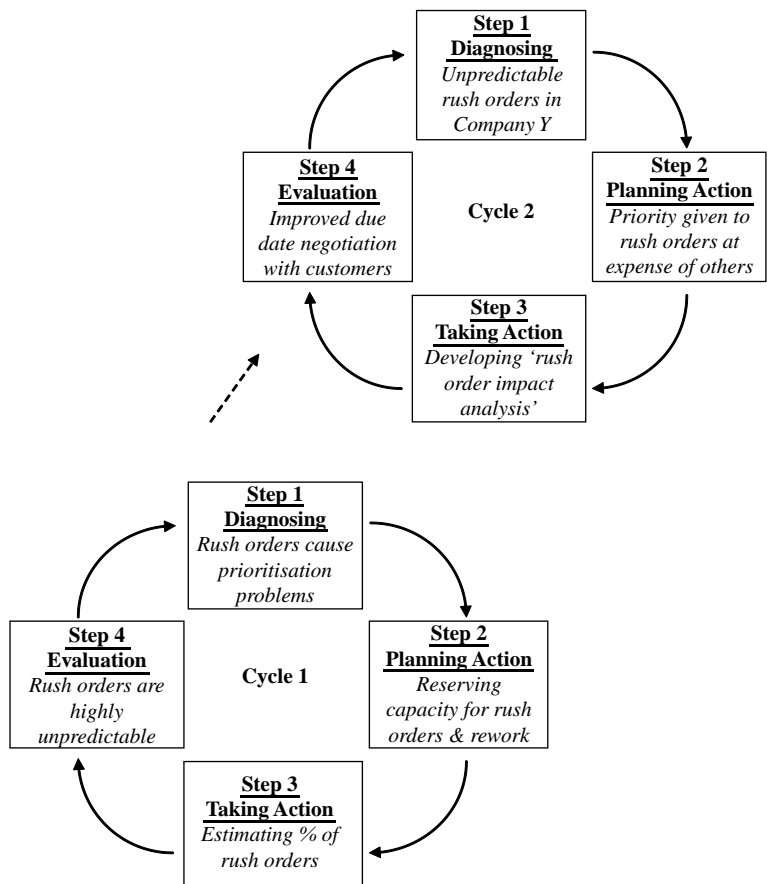 Step 1
Diagnosing
Unpredictable
rush orders in
Company Y
Step 4
Evaluation
Improved due
date negotiation
with customers
Cycle 2
Step 2
Planning Action
Priority given to
rush orders at
expense of others
Step 3
Taking Action
Developing ‘rush
order impact
analysis’
Step 1
Diagnosing
Rush orders cause
prioritisation
problems
Step 4
Evaluation
Rush orders are
highly
unpredictable
Cycle 1
Step 2
Planning Action
Reserving
capacity for rush
orders & rework
Step 3
Taking Action
Estimating % of
rush orders